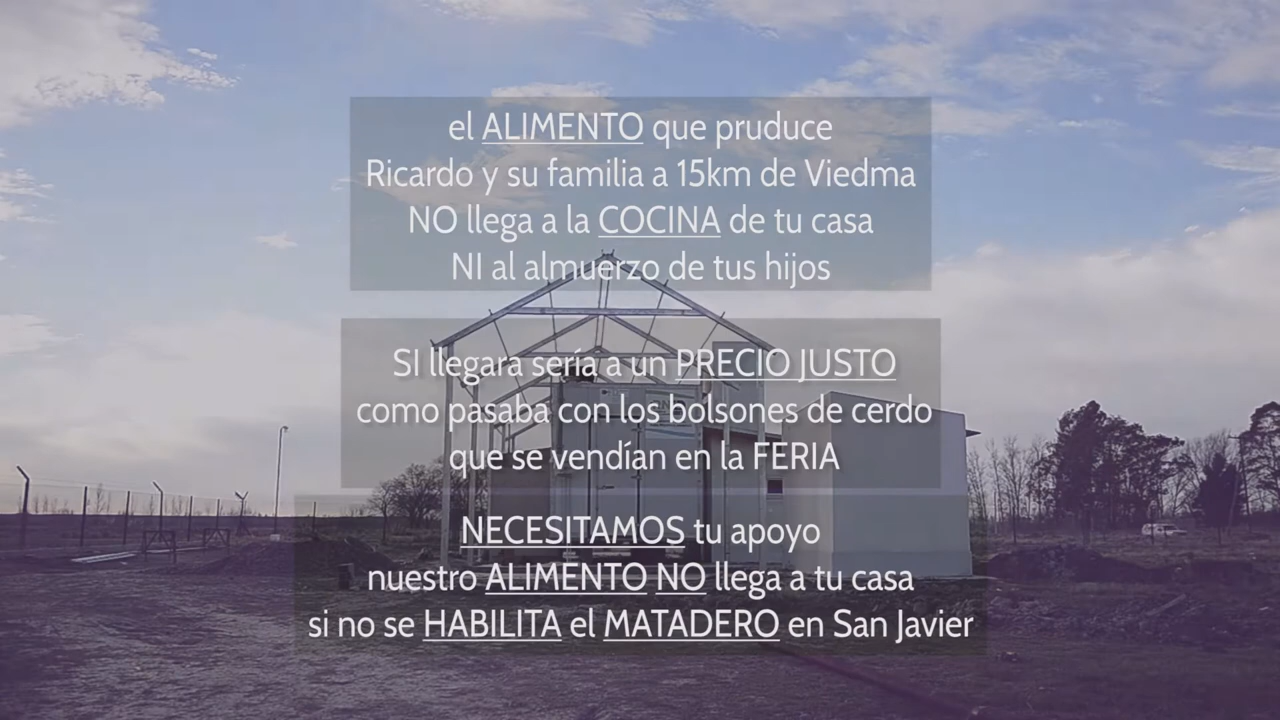 el ALIMENTO que pruduce
Ricardo y su familia a 15km de Viedma
NO llega a la COCINA de tu casa
NI al almuerzo de tus hijos
SI llegara sería a un PRECIO JUSTO
como pasaba con los bolsones de cerdo
que se vendían en la FERIA
NECESITAMOS tu apoyo
nuestro ALIMENTO NO llega a tu casa
si no se HABILITA el MATADERO en San Javier